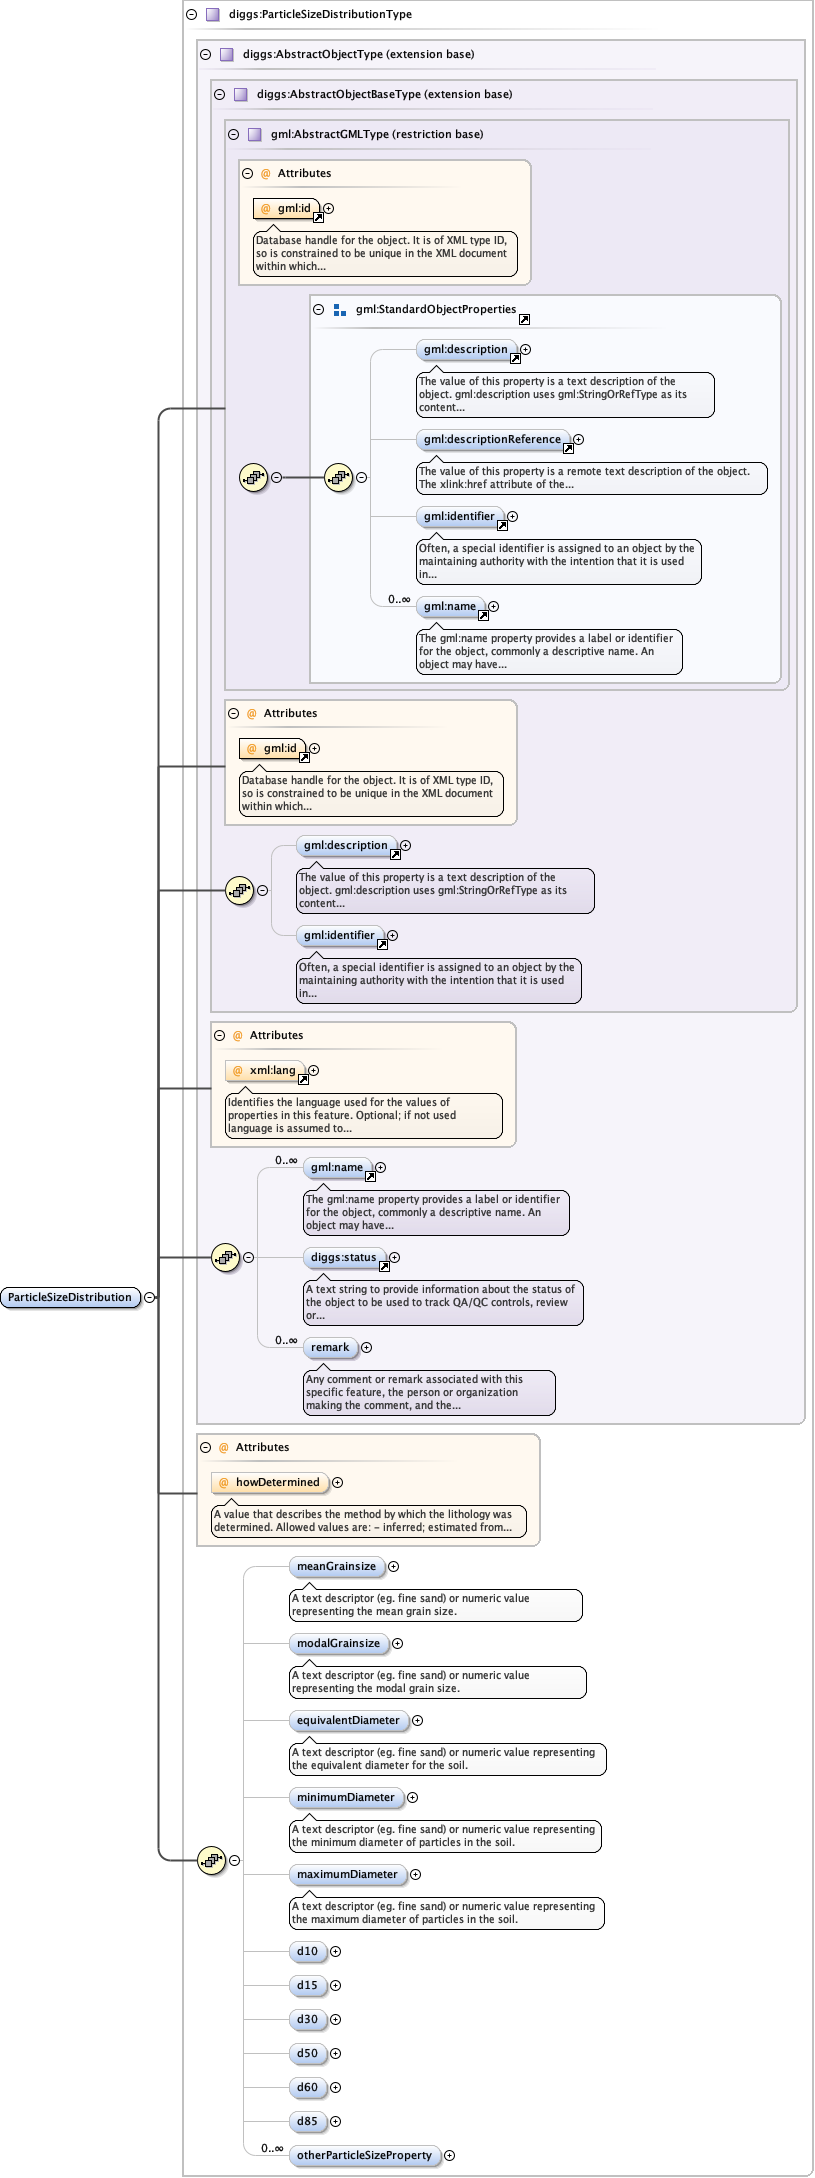 diggs:ParticleSizeDistributionType
diggs:AbstractObjectType (extension base)
diggs:AbstractObjectBaseType (extension base)
gml:AbstractGMLType (restriction base)
@ Attributes
@ gml:id
Database handle for the object. It is of XML type ID,
so is constrained to be unique in the XML document
within which...
gml:StandardObjectProperties
gml:description
The value of this property is a text description of the
object. gml:description uses gml:StringOrRefType as its
content...
gml:descriptionReference
The value of this property is a remote text description of the object.
The xlink:href attribute of the...
gml:identifier
Often, a special identifier is assigned to an object by the
maintaining authority with the intention that it is used
in...
0..∞
gml:name
The gml:name property provides a label or identifier
for the object, commonly a descriptive name. An
object may have...
@ Attributes
@ gml:id
Database handle for the object. It is of XML type ID,
so is constrained to be unique in the XML document
within which...
gml:description
The value of this property is a text description of the
object. gml:description uses gml:StringOrRefType as its
content...
gml:identifier
Often, a special identifier is assigned to an object by the
maintaining authority with the intention that it is used
in...
@ Attributes
@ xml:lang
Identifies the language used for the values of
properties in this feature. Optional; if not used
language is assumed to...
0..∞
gml:name
The gml:name property provides a label or identifier
for the object, commonly a descriptive name. An
object may have...
diggs:status
A text string to provide information about the status of
the object to be used to track QA/QC controls, review
or...
ParticleSizeDistribution
0..∞
remark
Any comment or remark associated with this
specific feature, the person or organization
making the comment, and the...
@ Attributes
@ howDetermined
A value that describes the method by which the lithology was
determined. Allowed values are: - inferred; estimated from...
meanGrainsize
A text descriptor (eg. fine sand) or numeric value
representing the mean grain size.
modalGrainsize
A text descriptor (eg. fine sand) or numeric value
representing the modal grain size.
equivalentDiameter
A text descriptor (eg. fine sand) or numeric value representing
the equivalent diameter for the soil.
minimumDiameter
A text descriptor (eg. fine sand) or numeric value representing
the minimum diameter of particles in the soil.
maximumDiameter
A text descriptor (eg. fine sand) or numeric value representing
the maximum diameter of particles in the soil.
d10
d15
d30
d50
d60
d85
0..∞
otherParticleSizeProperty